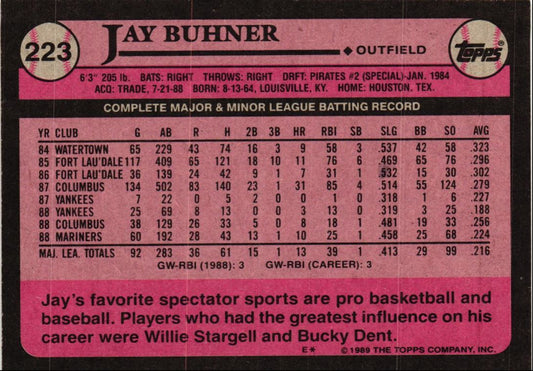 223
JAY BUHNER
OUTFIELD
topps
6'3" 205 lb. BATS: RIGHT THROWS: RIGHT DRFT: PIRATES #2 (SPECIAL)-JAN. 1984
ACQ: TRADE, 7-21-88 BORN: 8-13-64, LOUISVILLE, KY. HOME: HOUSTON, TEX.
COMPLETE MAJOR & MINOR LEAGUE BATTING RECORD
YR CLUB G AB R H 2B 3B HR RBI SB SLG BB SO AVG
84 WATERTOWN 65 229 43 74 16 3 9 58 3 .537 42 58 .323
85 FORT LAU'DALE 117 409 65 121 18 10 11 76 6 .469 65 76 .296
86 FORT LAU'DALE 36 139 24 42 9 1 7 31 1 .532 15 30 .302
87 COLUMBUS 134 502 83 140 23 1 31 85 4 .514 55 124 .279
87 YANKEES 7 22 0 5 2 0 0 1 0 .318 1 6 .227
88 YANKEES 25 69 8 13 0 0 3 13 0 .319 3 25 .188
88 COLUMBUS 38 129 26 33 5 0 8 18 1 .481 19 33 .256
88 MARINERS 60 192 28 43 13 1 10 25 1 .458 25 68 .224
MAJ. LEA. TOTALS 92 283 36 61 15 1 13 39 1 .413 29 99 .216
GW-RBI (1988): 3 GW-RBI (CAREER): 3
Jay's favorite spectator sports are pro basketball and
baseball. Players who had the greatest influence on his
career were Willie Stargell and Bucky Dent.
E* © 1989 THE TOPPS COMPANY, INC.